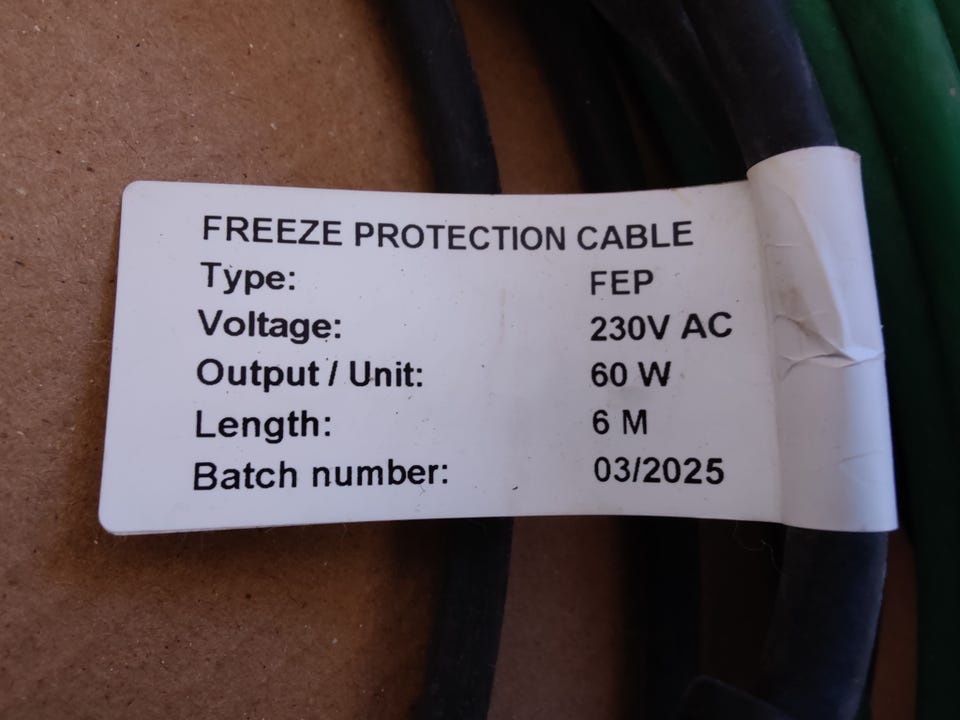 FREEZE PROTECTION CABLE
Type: FEP
Voltage: 230V AC
Output / Unit: 60 W
Length: 6 M
Batch number: 03/2025